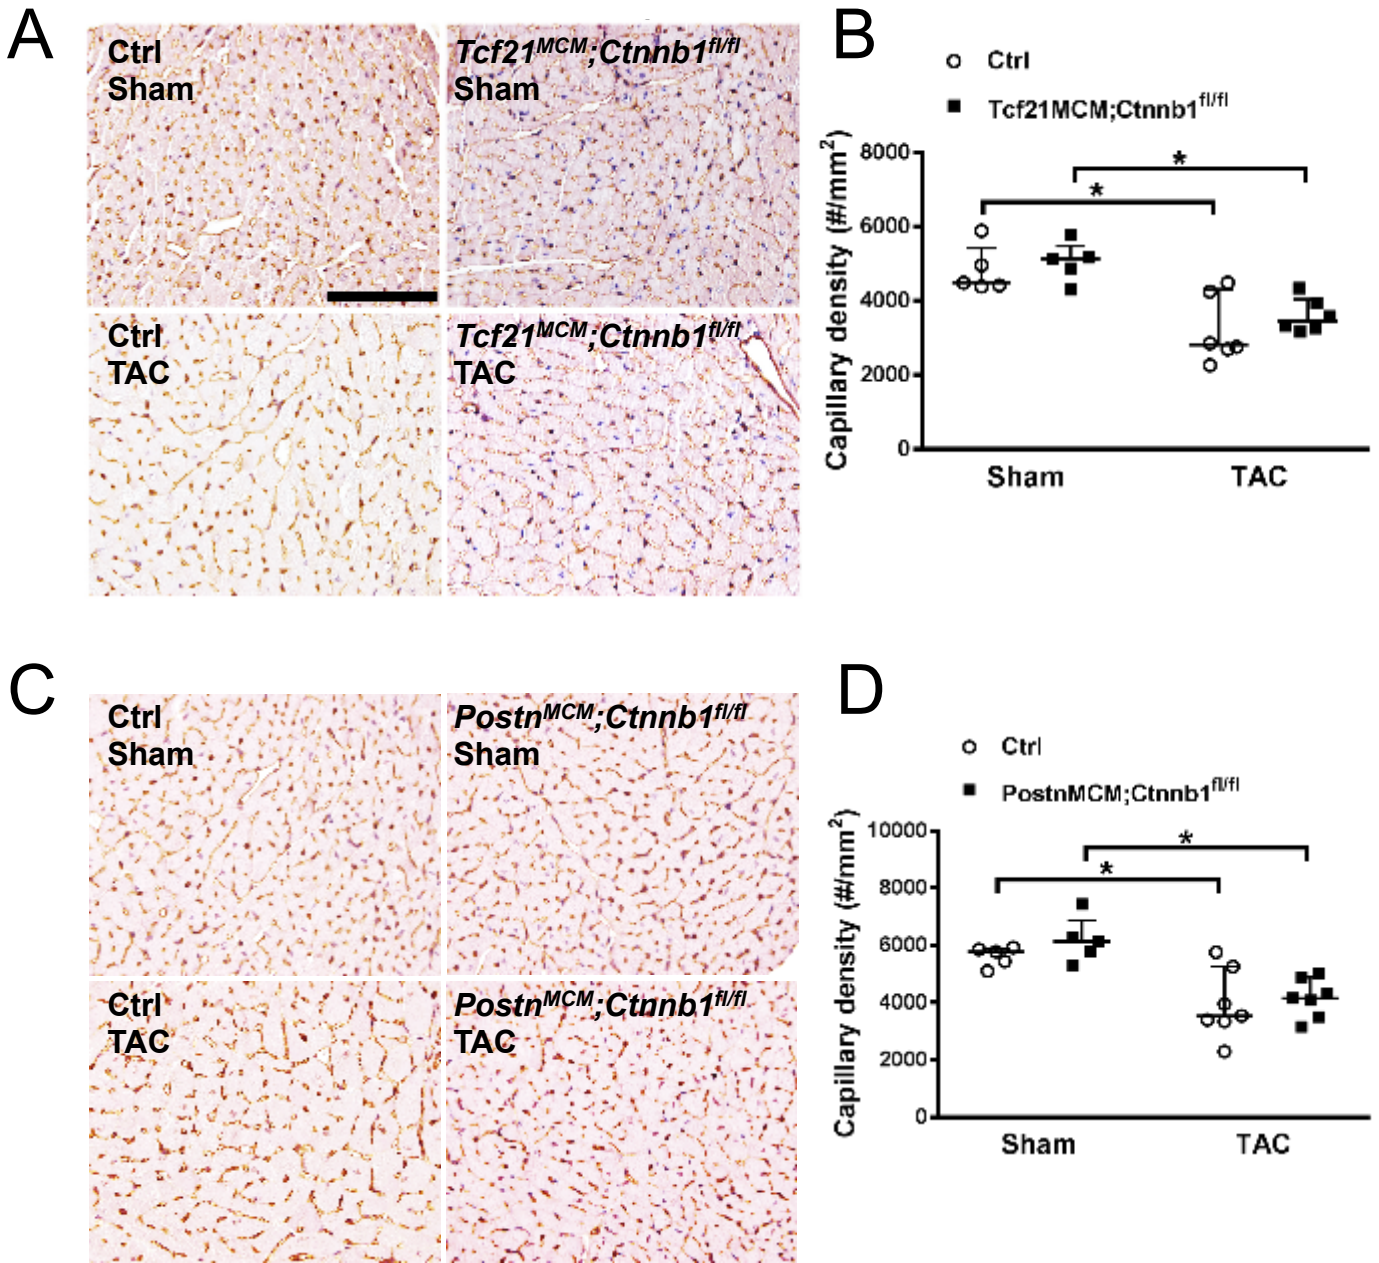 A
Ctrl
Sham
Tcf21MCM;Ctnnb1fl/fl
Sham
Ctrl
TAC
Tcf21MCM;Ctnnb1fl/fl
TAC
B
Ctrl
Tcf21MCM;Ctnnb1fl/fl
Capillary density (#/mm2)
8000
6000
4000
2000
0
*
*
Sham
TAC
C
Ctrl
Sham
PostnMCM;Ctnnb1fl/fl
Sham
Ctrl
TAC
PostnMCM;Ctnnb1fl/fl
TAC
D
Ctrl
PostnMCM;Ctnnb1fl/fl
Capillary density (#/mm2)
10000
8000
6000
4000
2000
0
*
*
Sham
TAC